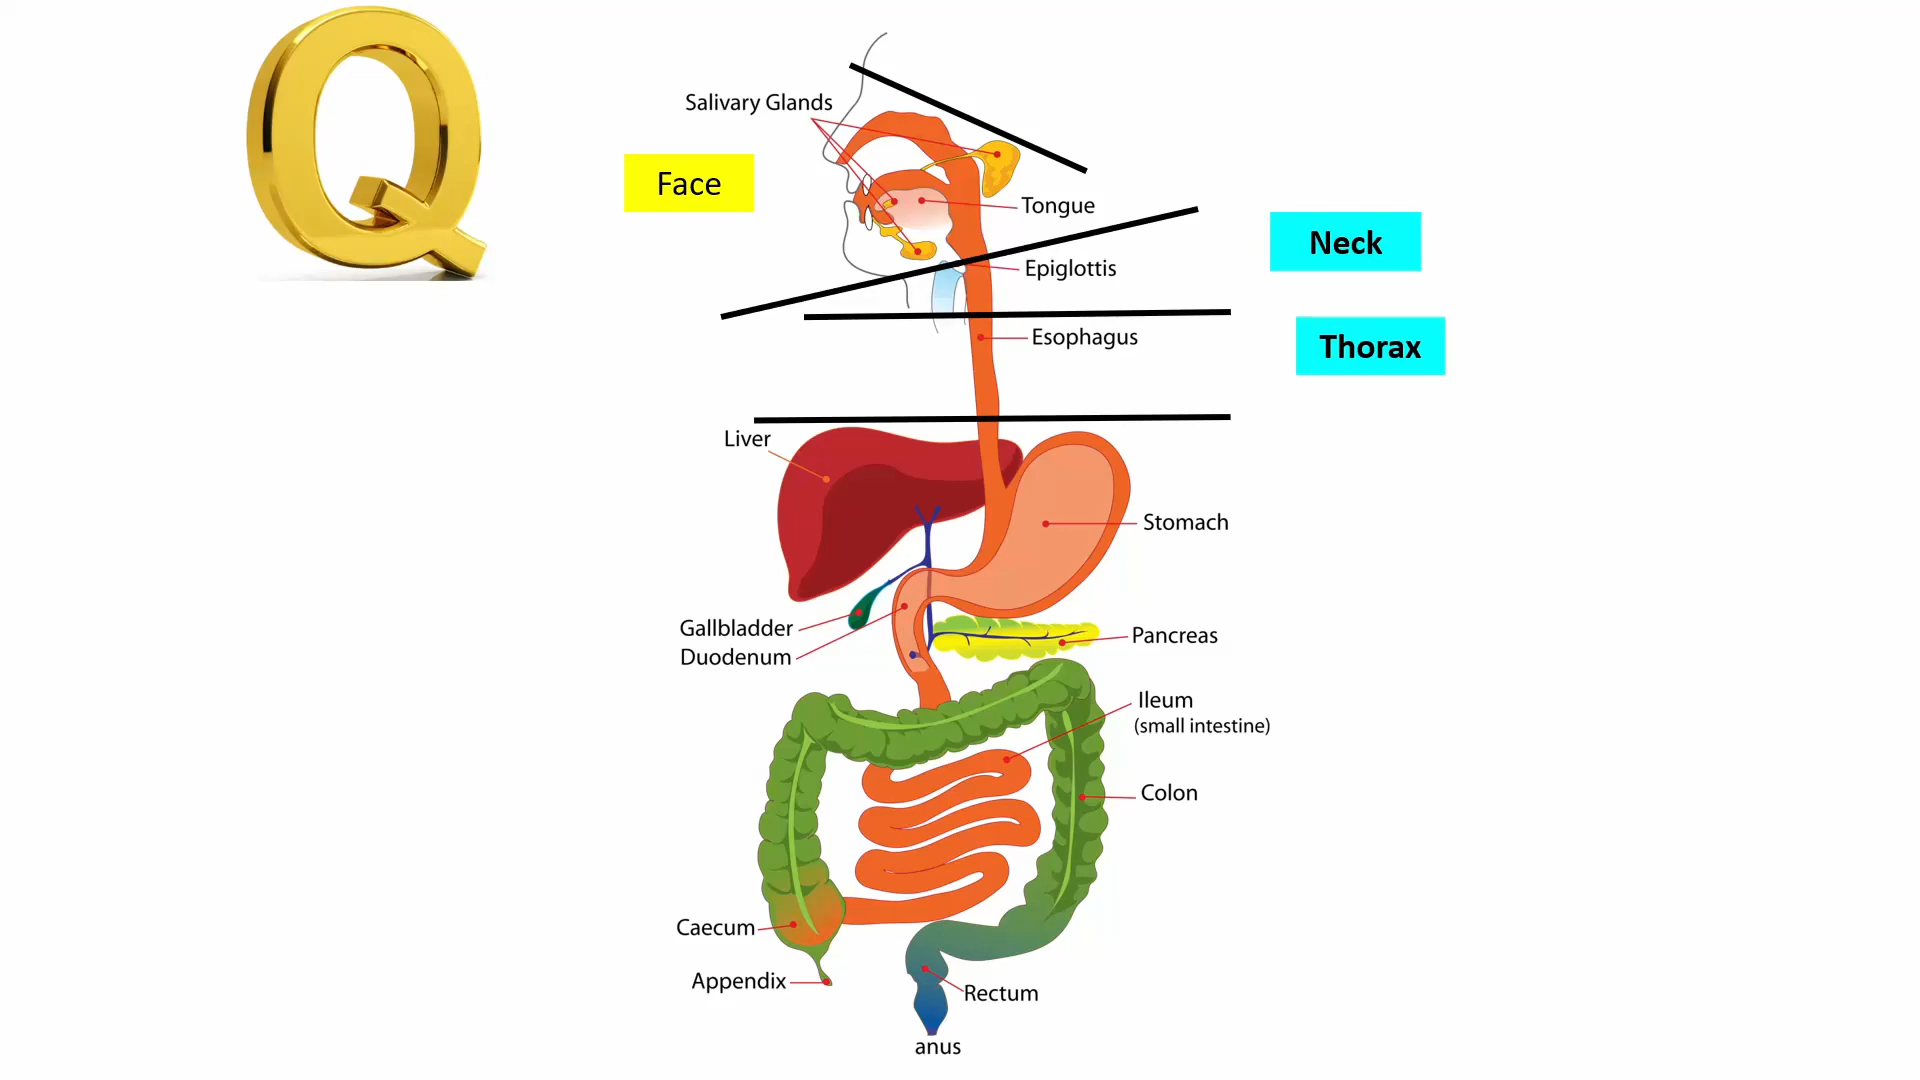 Q
Salivary Glands
Face
Tongue
Neck
Epiglottis
Esophagus
Thorax
Liver
Stomach
Gallbladder
Duodenum
Pancreas
Ileum
(small intestine)
Colon
Caecum
Appendix
Rectum
anus